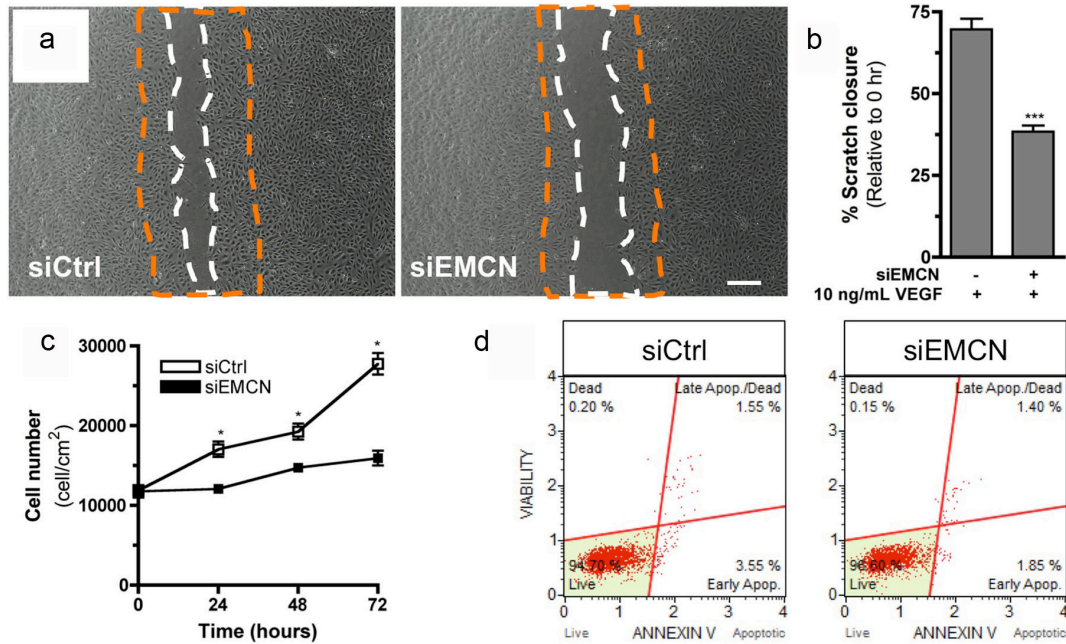 a
siCtrl
siEMCN
b
% Scratch closure
(Relative to 0 hr)
75
50
25
0
siEMCN - +
10 ng/mL VEGF + +
***
c
Cell number
(cell/cm²)
30000
20000
10000
0
siCtrl
siEMCN
*
*
*
0 24 48 72
Time (hours)
d
siCtrl
VIABILITY
4
3
2
1
0
Dead
0.20 %
Late Apop./Dead
1.55 %
94.70 %
Live
3.55 %
Early Apop.
0 1 2 3 4
Live ANNEXIN V Apoptotic
siEMCN
4
3
2
1
0
Dead
0.15 %
Late Apop./Dead
1.40 %
96.60 %
Live
1.85 %
Early Apop.
0 1 2 3 4
Live ANNEXIN V Apoptotic